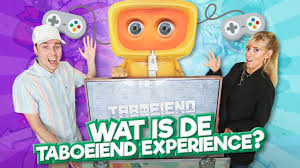 TABOEIEND
WAT IS DE
TABOEIEND EXPERIENCE?